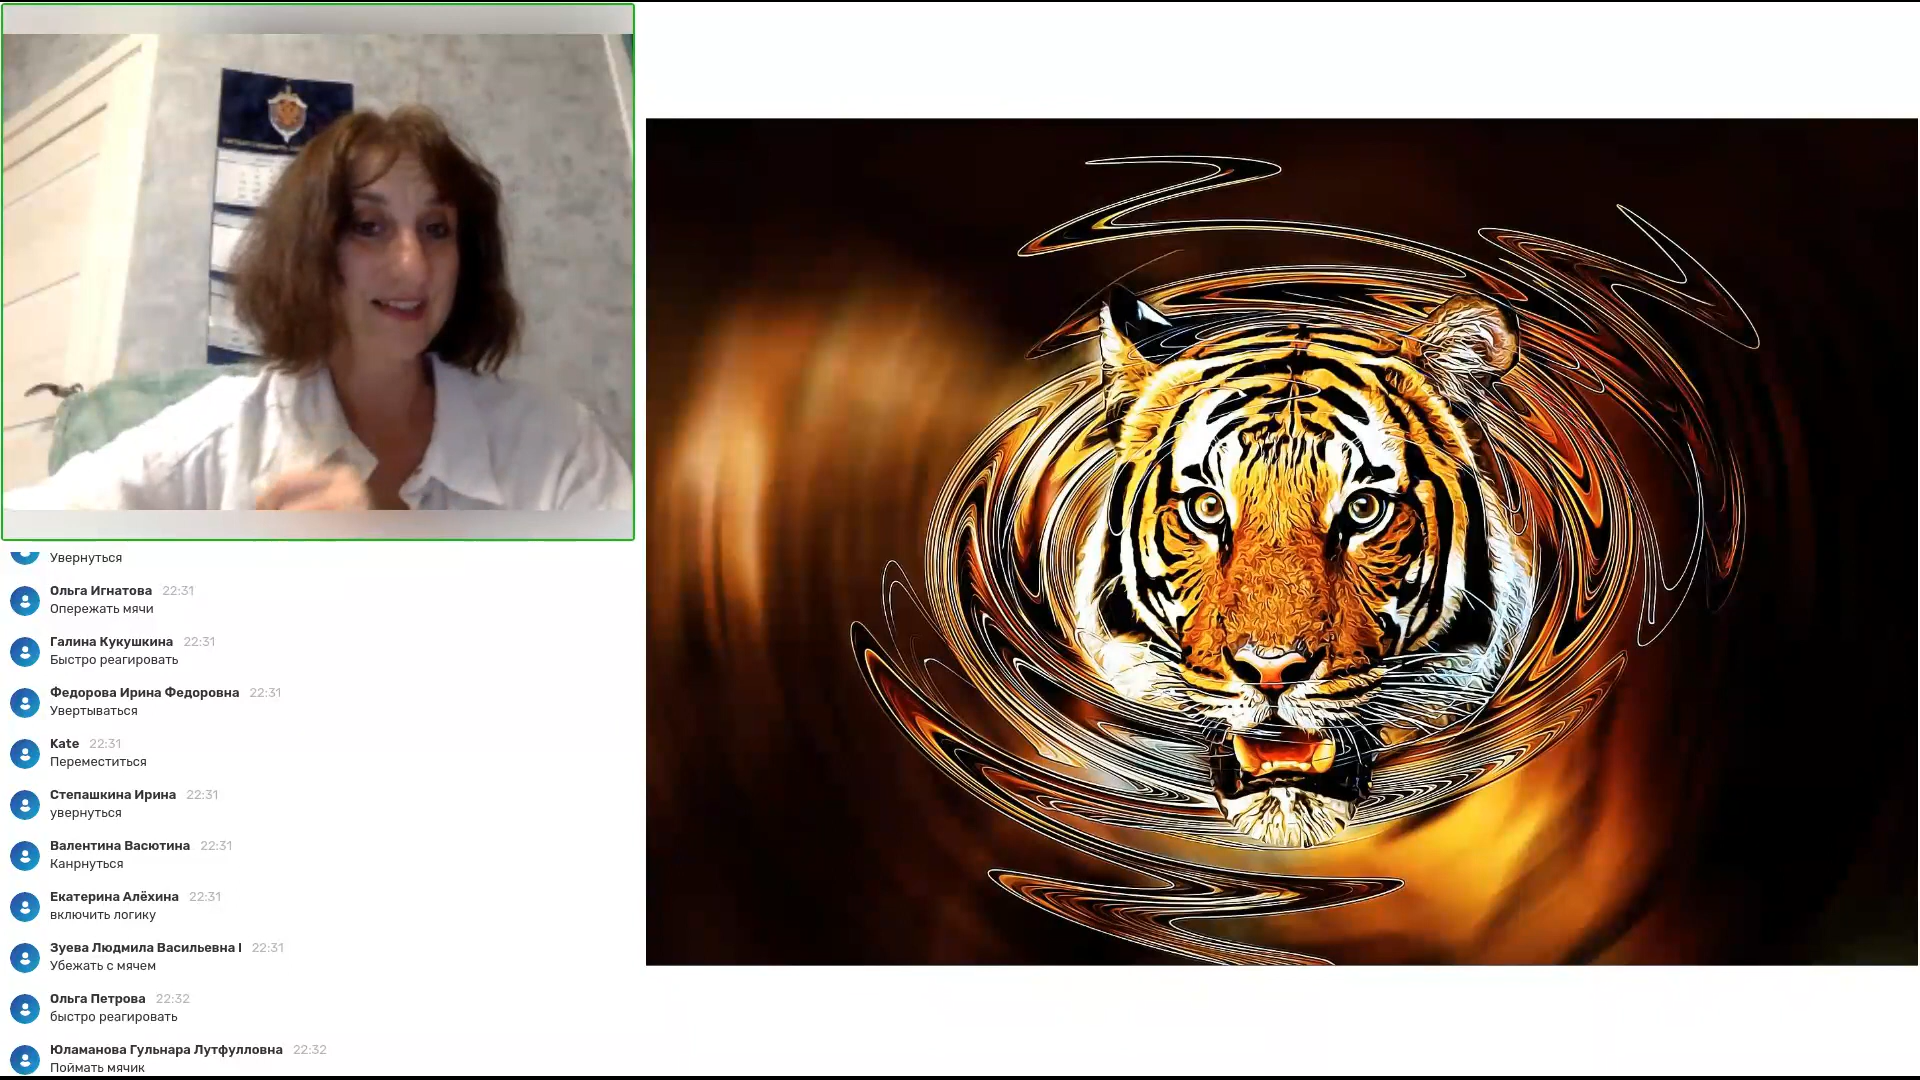 Увернуться
Ольга Игнатова 22:31
Опережать мячи
Галина Кукушкина 22:31
Быстро реагировать
Федорова Ирина Федоровна 22:31
Увертываться
Kate 22:31
Переместиться
Степашкина Ирина 22:31
увернуться
Валентина Васютина 22:31
Канрнуться
Екатерина Алёхина 22:31
включить логику
Зуева Людмила Васильевна I 22:31
Убежать с мячем
Ольга Петрова 22:32
быстро реагировать
Юламанова Гульнара Лутфулловна 22:32
Поймать мячик